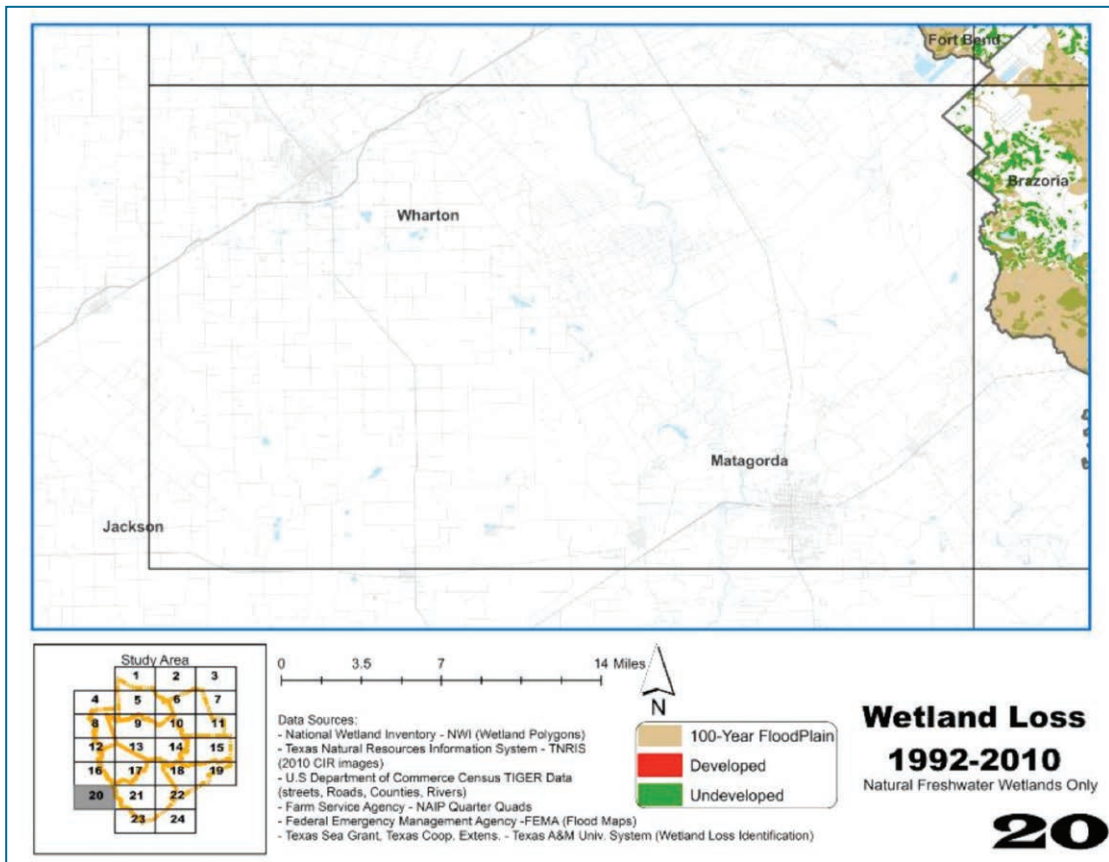 Fort Bend
Brazoria
Wharton
Matagorda
Jackson
Study Area
1 2 3
4 5 6 7
8 9 10 11
12 13 14 15
16 17 18 19
20 21 22
23 24
0 3.5 7 14 Miles
N
Data Sources:
- National Wetland Inventory - NWI (Wetland Polygons)
- Texas Natural Resources Information System - TNRIS
(2010 CIR images)
- U.S Department of Commerce Census TIGER Data
(streets, Roads, Counties, Rivers)
- Farm Service Agency - NAIP Quarter Quads
- Federal Emergency Management Agency -FEMA (Flood Maps)
- Texas Sea Grant, Texas Coop. Extens. - Texas A&M Univ. System (Wetland Loss Identification)
100-Year FloodPlain
Developed
Undeveloped
Wetland Loss
1992-2010
Natural Freshwater Wetlands Only
20